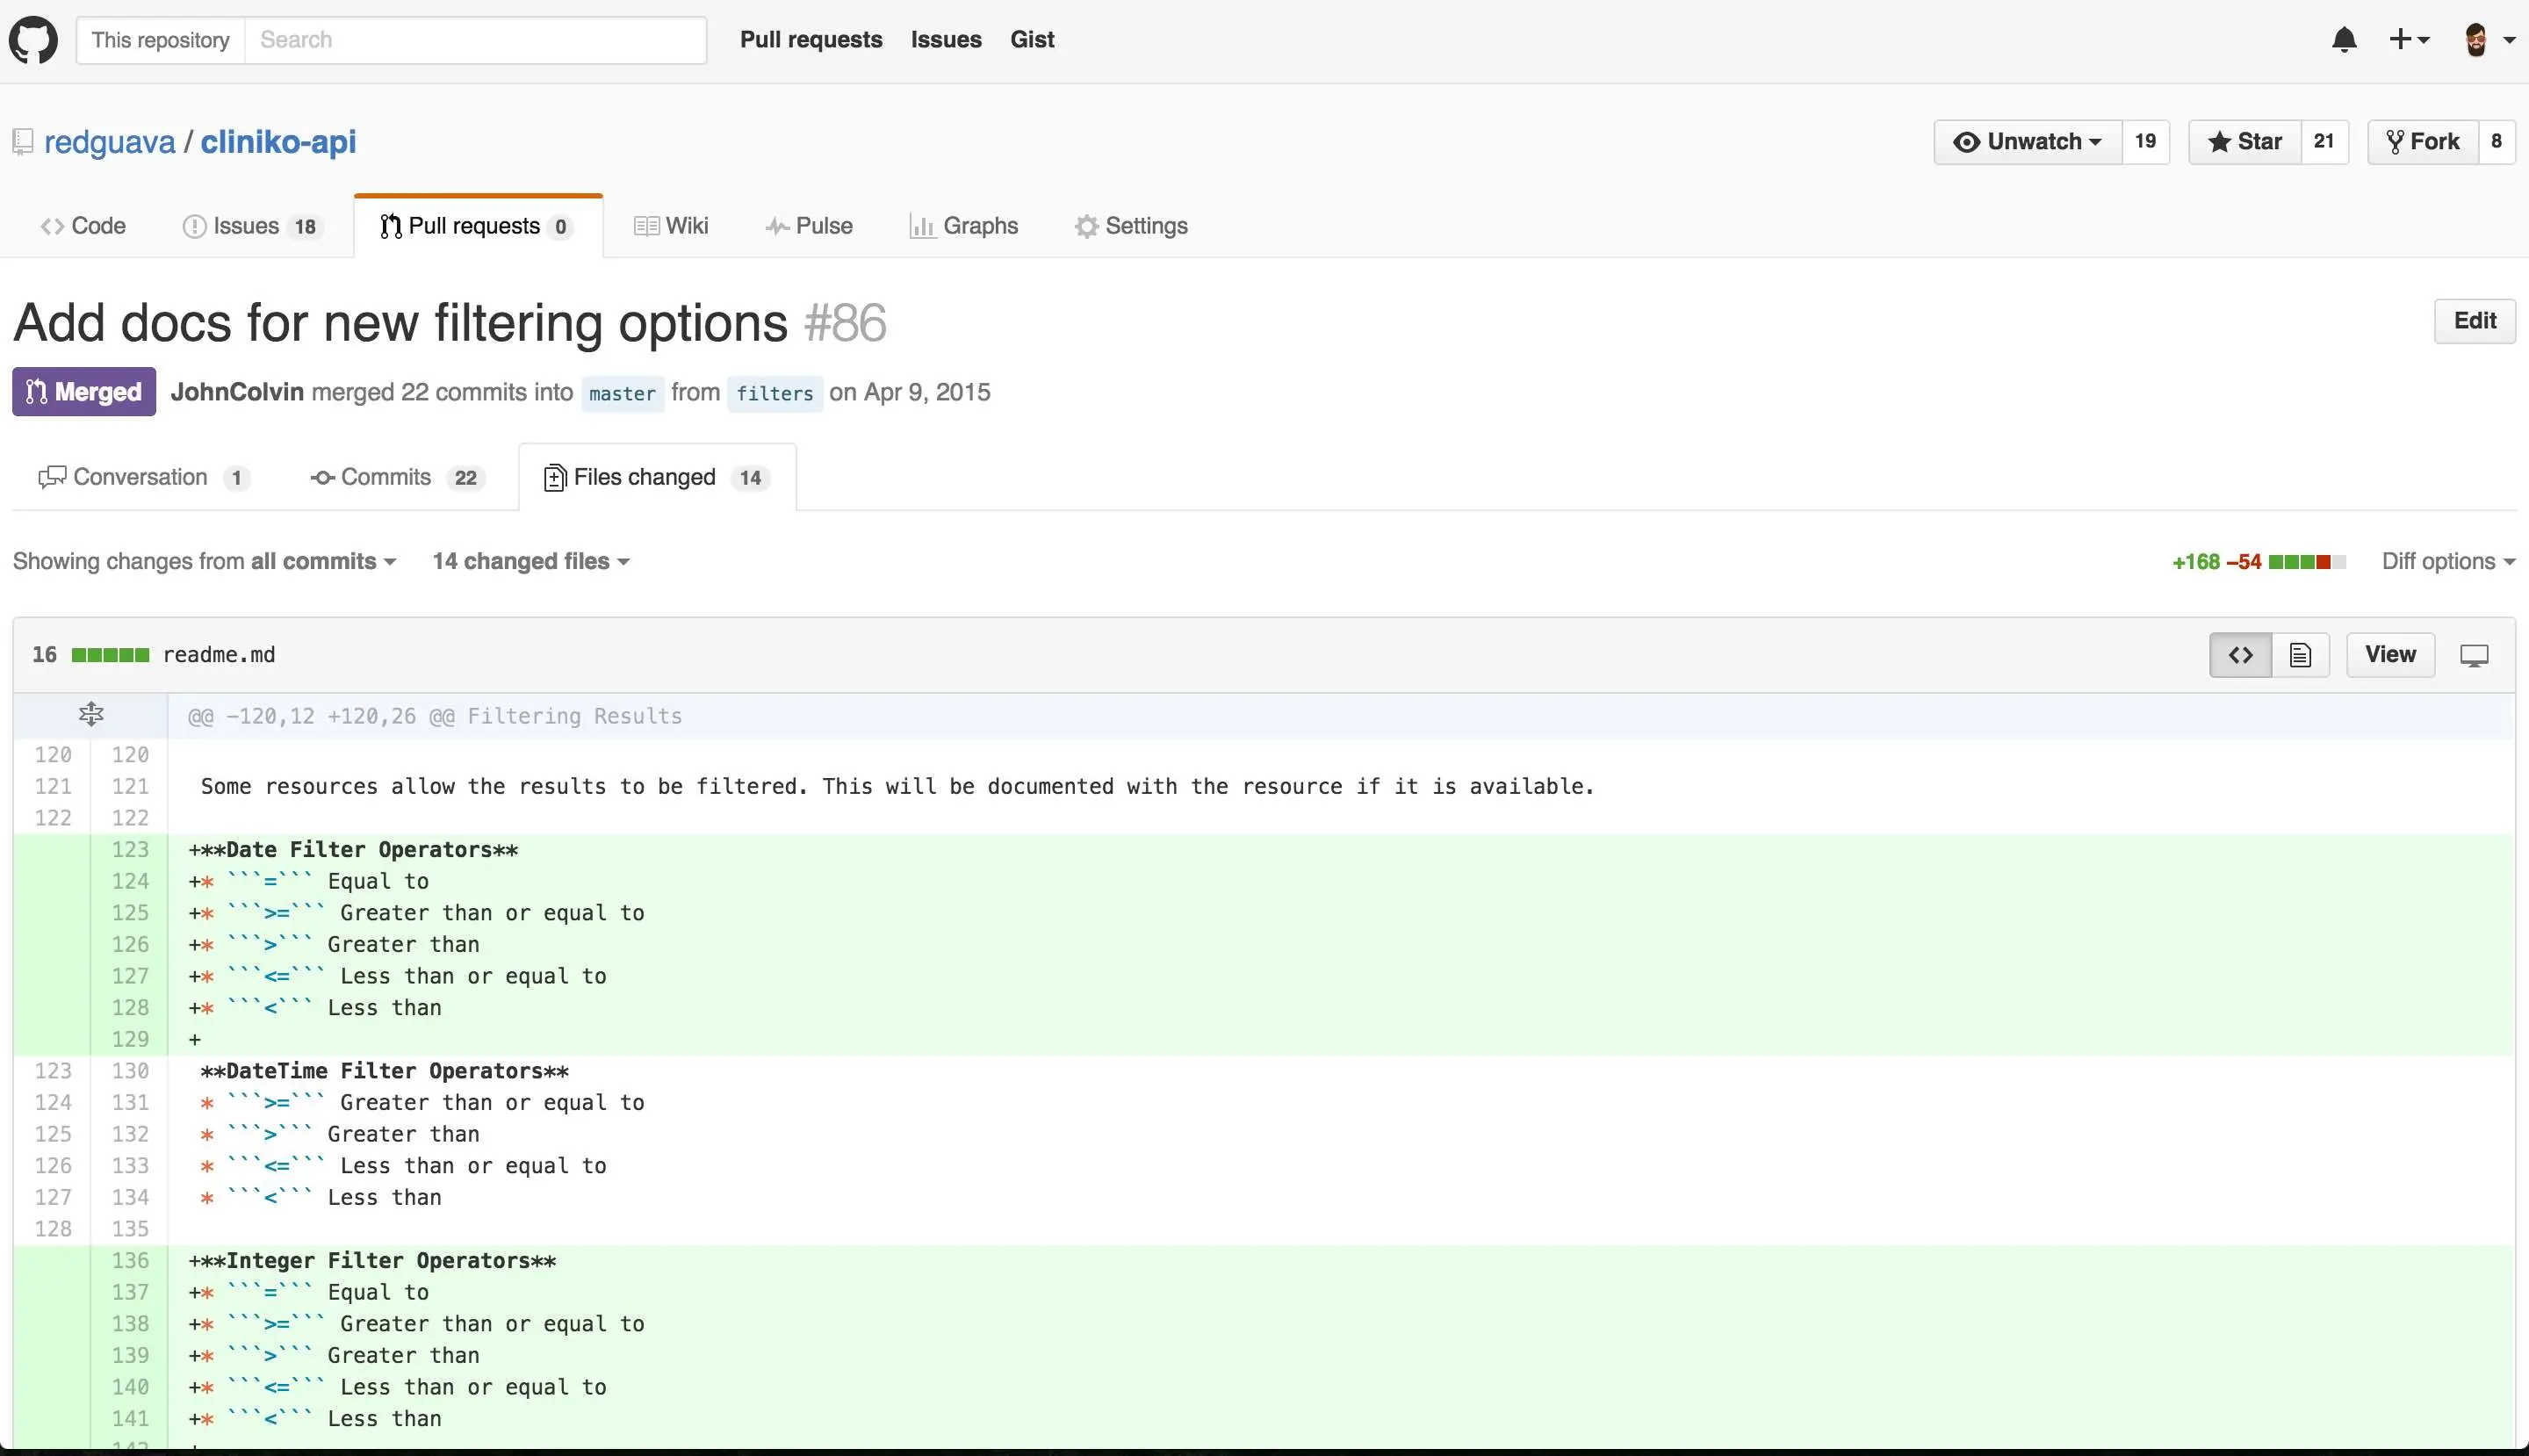 This repository Search Pull requests Issues Gist
redguava / cliniko-api Unwatch 19 Star 21 Fork 8
Code Issues 18 Pull requests 0 Wiki Pulse Graphs Settings
Add docs for new filtering options #86 Edit
Merged JohnColvin merged 22 commits into master from filters on Apr 9, 2015
Conversation 1 Commits 22 Files changed 14
Showing changes from all commits 14 changed files +168 −54 Diff options
16 readme.md <> View
@@ -120,12 +120,26 @@ Filtering Results
120 120
121 121 Some resources allow the results to be filtered. This will be documented with the resource if it is available.
122 122
123 +**Date Filter Operators**
124 +* ```=``` Equal to
125 +* ```>=``` Greater than or equal to
126 +* ```>``` Greater than
127 +* ```<=``` Less than or equal to
128 +* ```<``` Less than
129 +
123 130 **DateTime Filter Operators**
124 131 * ```>=``` Greater than or equal to
125 132 * ```>``` Greater than
126 133 * ```<=``` Less than or equal to
127 134 * ```<``` Less than
128 135
136 +**Integer Filter Operators**
137 +* ```=``` Equal to
138 +* ```>=``` Greater than or equal to
139 +* ```>``` Greater than
140 +* ```<=``` Less than or equal to
141 +* ```<``` Less than